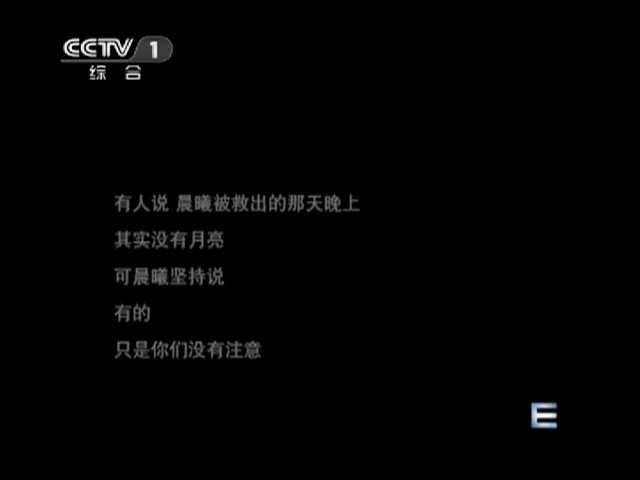 CCTV 1
综合
有人说 晨曦被救出的那天晚上
其实没有月亮
可晨曦坚持说
有的
只是你们没有注意
E